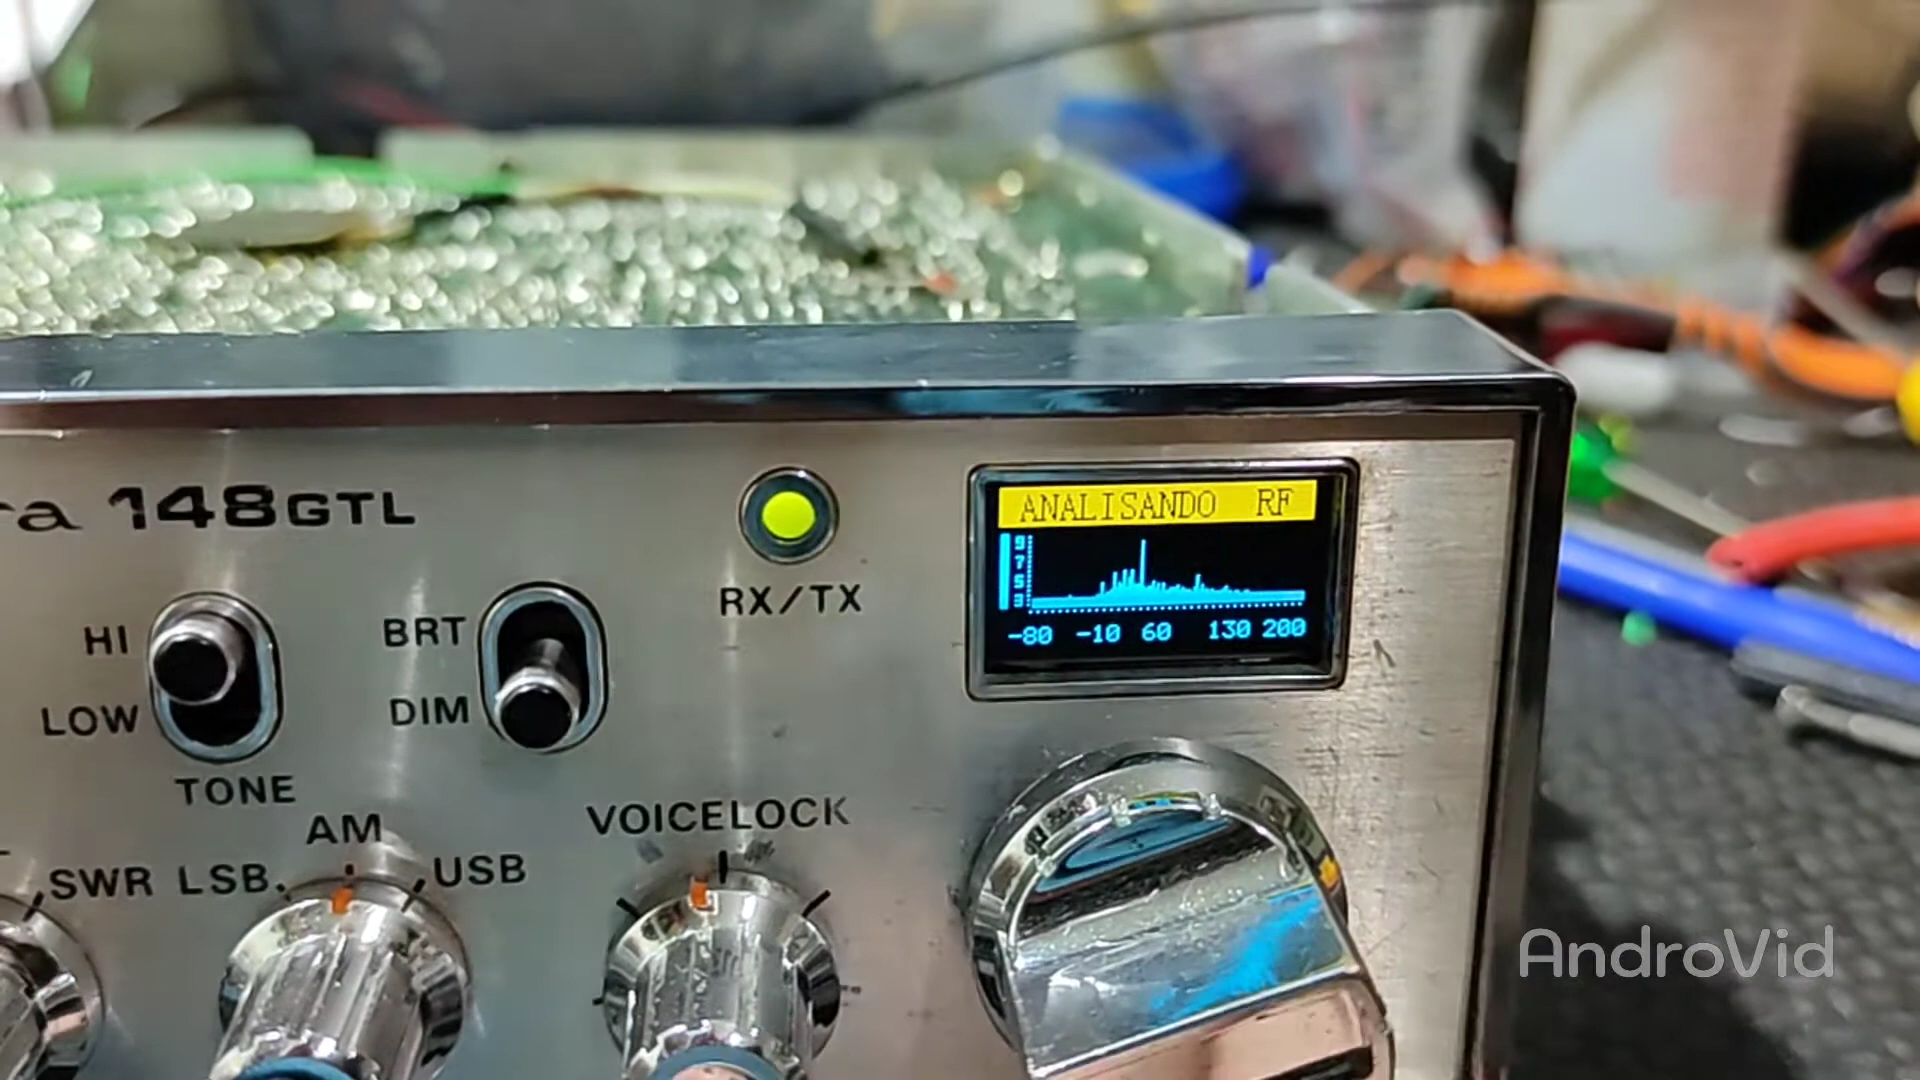 148GTL
RX/TX
ANALISANDO RF
9
7
5
3
-80 -10 60 130 200
HI
LOW
TONE
BRT
DIM
VOICELOCK
AM
SWR LSB USB
AndroVid